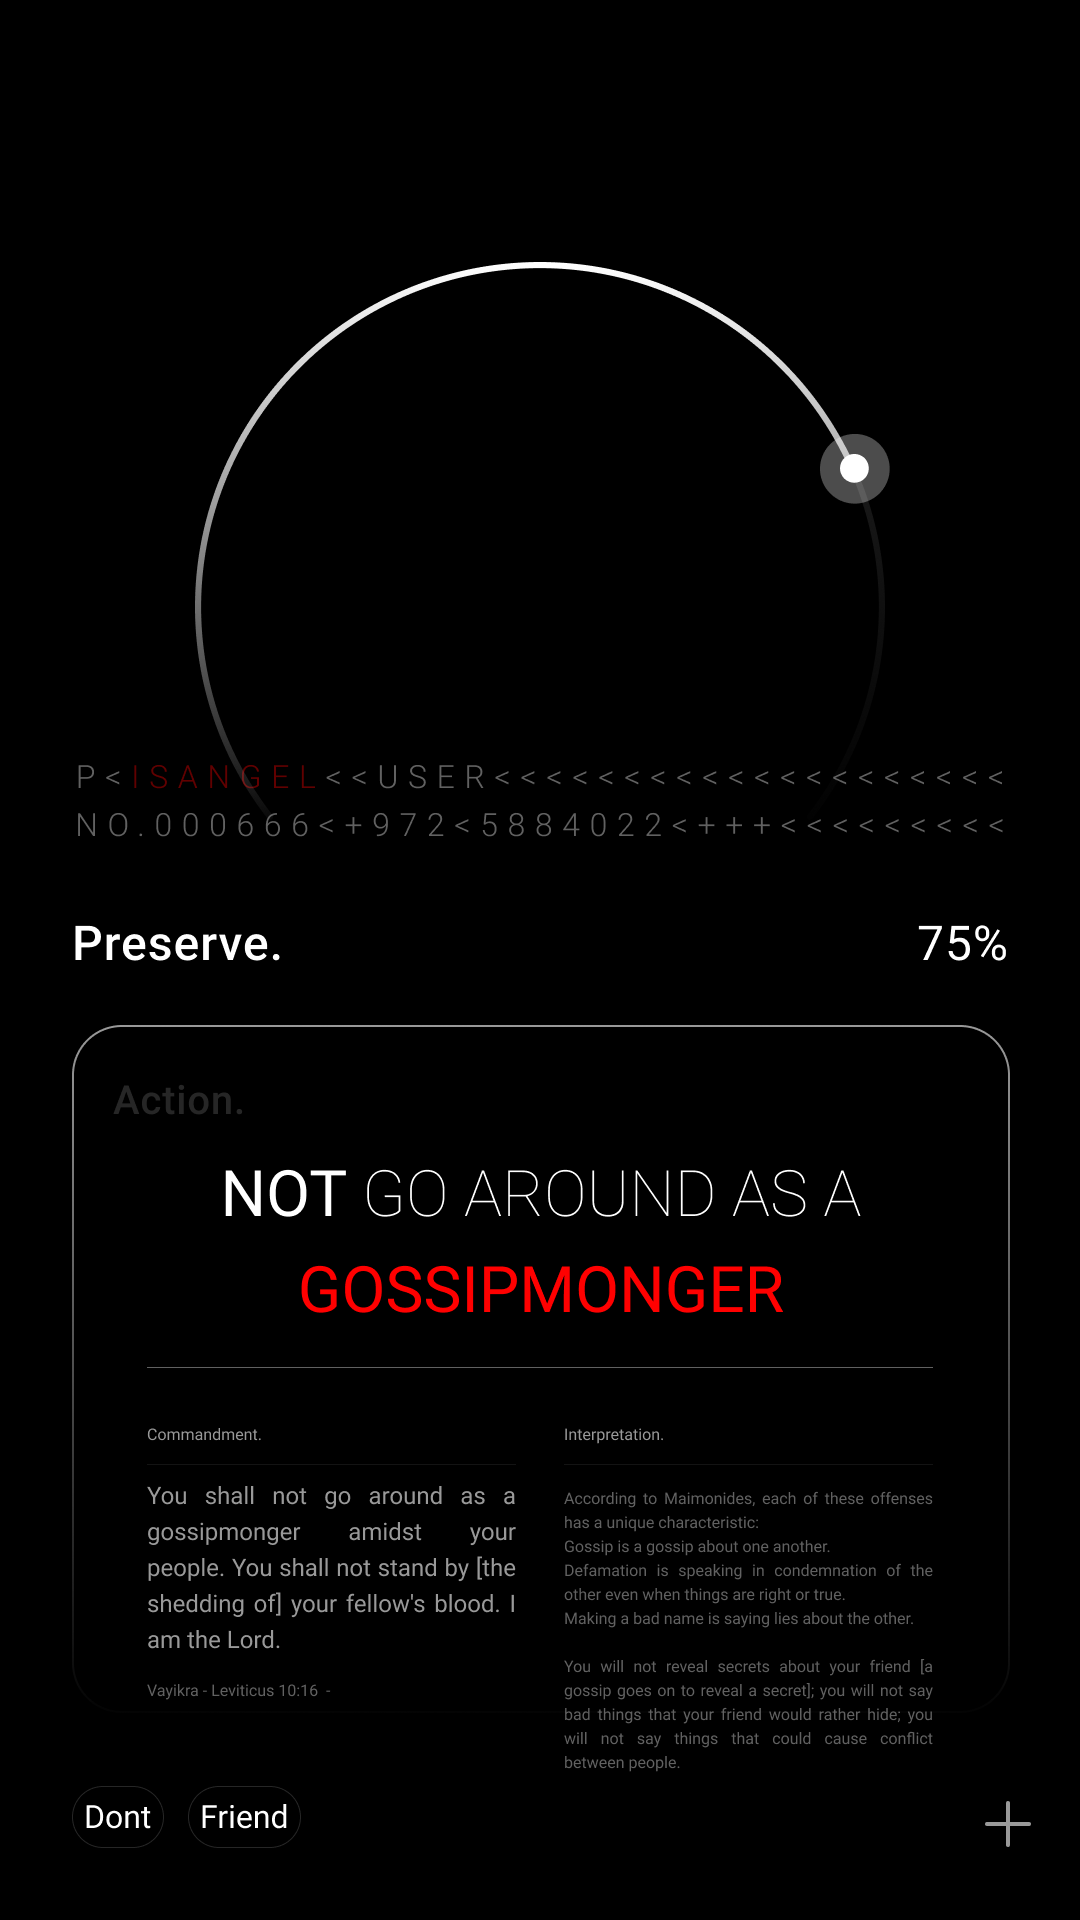 P<ISANGEL<<USER<<<<<<<<<<<<<<<<<<<<
NO.000666<+972<5884022<+++<<<<<<<<<
Preserve.
75%
Action.
NOT GO AROUND AS A
GOSSIPMONGER
Commandment.
You shall not go around as a
gossipmonger amidst your
people. You shall not stand by [the
shedding of] your fellow's blood. I
am the Lord.
Vayikra - Leviticus 10:16 -
Interpretation.
According to Maimonides, each of these offenses
has a unique characteristic:
Gossip is a gossip about one another.
Defamation is speaking in condemnation of the
other even when things are right or true.
Making a bad name is saying lies about the other.
You will not reveal secrets about your friend [a
gossip goes on to reveal a secret]; you will not say
bad things that your friend would rather hide; you
will not say things that could cause conflict
between people.
Dont
Friend